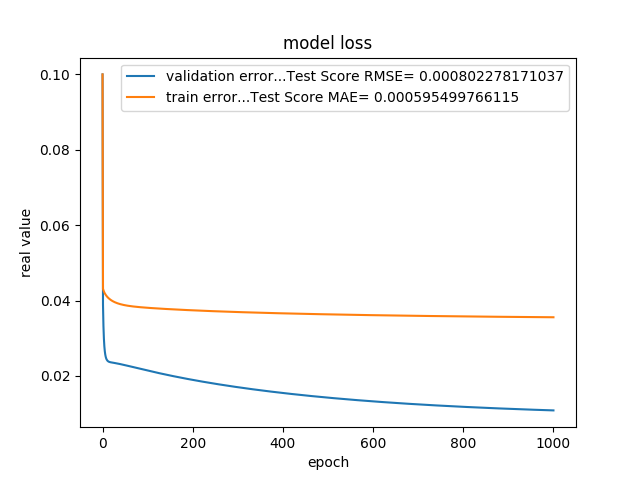 model loss
validation error...Test Score RMSE= 0.000802278171037
train error...Test Score MAE= 0.000595499766115
0.10
0.08
0.06
0.04
0.02
real value
0
200
400
600
800
1000
epoch